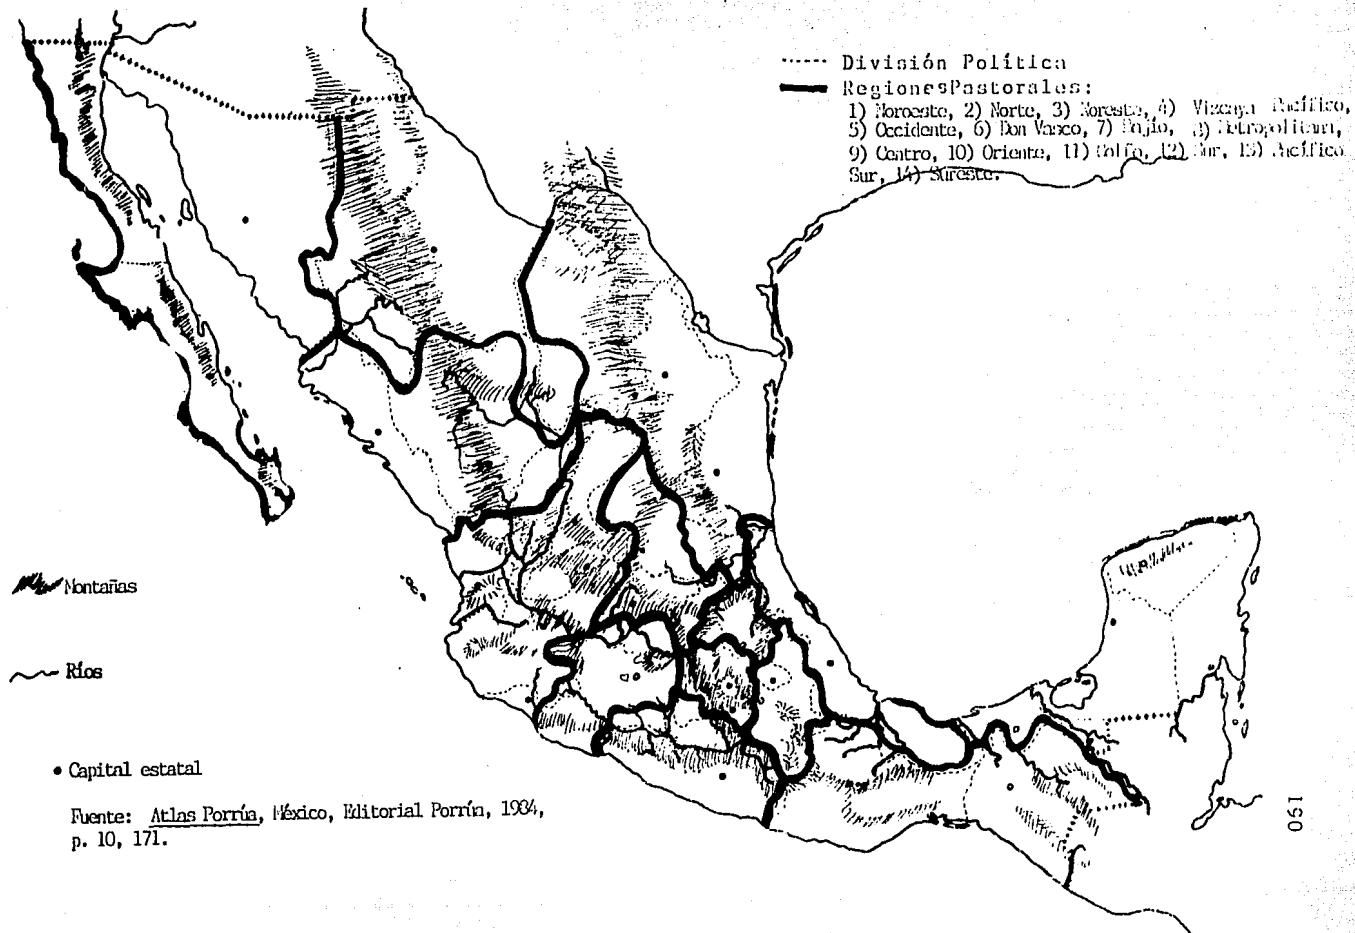 División Política
RegionesPastorales:
1) Noroeste, 2) Norte, 3) Noreste, 4) Vizcaya Pacífico,
5) Occidente, 6) Don Vasco, 7) Bajío, 8) Metropolitana,
9) Centro, 10) Oriente, 11) Golfo, 12) Sur, 13) Pacífico
Sur, 14) Sureste.
Montañas
Ríos
Capital estatal
Fuente: Atlas Porrúa, México, Editorial Porrúa, 1984,
p. 10, 171.
190